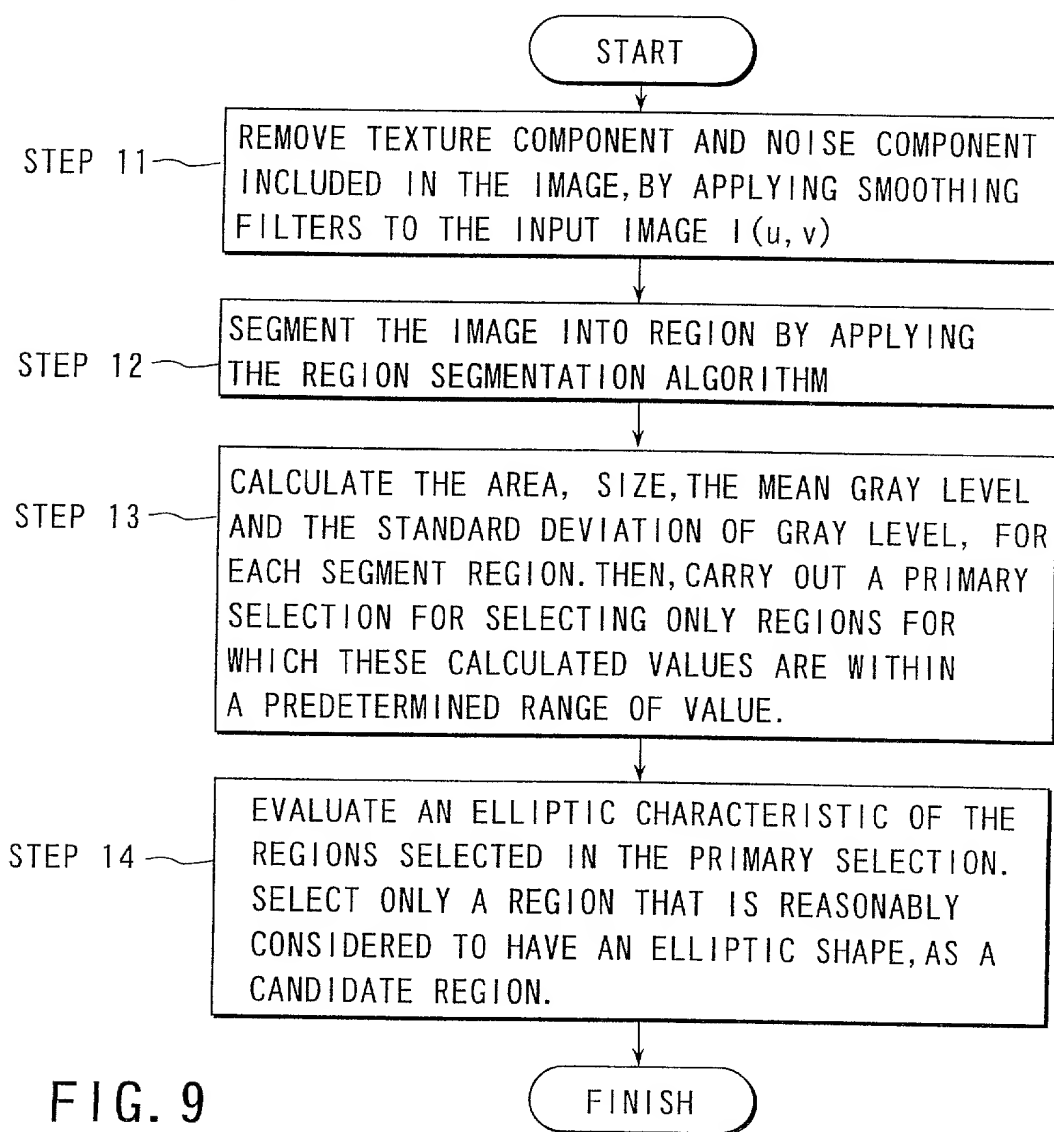 START
STEP 11
REMOVE TEXTURE COMPONENT AND NOISE COMPONENT
INCLUDED IN THE IMAGE, BY APPLYING SMOOTHING
FILTERS TO THE INPUT IMAGE I(u,v)
STEP 12
SEGMENT THE IMAGE INTO REGION BY APPLYING
THE REGION SEGMENTATION ALGORITHM
STEP 13
CALCULATE THE AREA, SIZE, THE MEAN GRAY LEVEL
AND THE STANDARD DEVIATION OF GRAY LEVEL, FOR
EACH SEGMENT REGION. THEN, CARRY OUT A PRIMARY
SELECTION FOR SELECTING ONLY REGIONS FOR
WHICH THESE CALCULATED VALUES ARE WITHIN
A PREDETERMINED RANGE OF VALUE.
STEP 14
EVALUATE AN ELLIPTIC CHARACTERISTIC OF THE
REGIONS SELECTED IN THE PRIMARY SELECTION.
SELECT ONLY A REGION THAT IS REASONABLY
CONSIDERED TO HAVE AN ELLIPTIC SHAPE, AS A
CANDIDATE REGION.
FINISH
FIG. 9